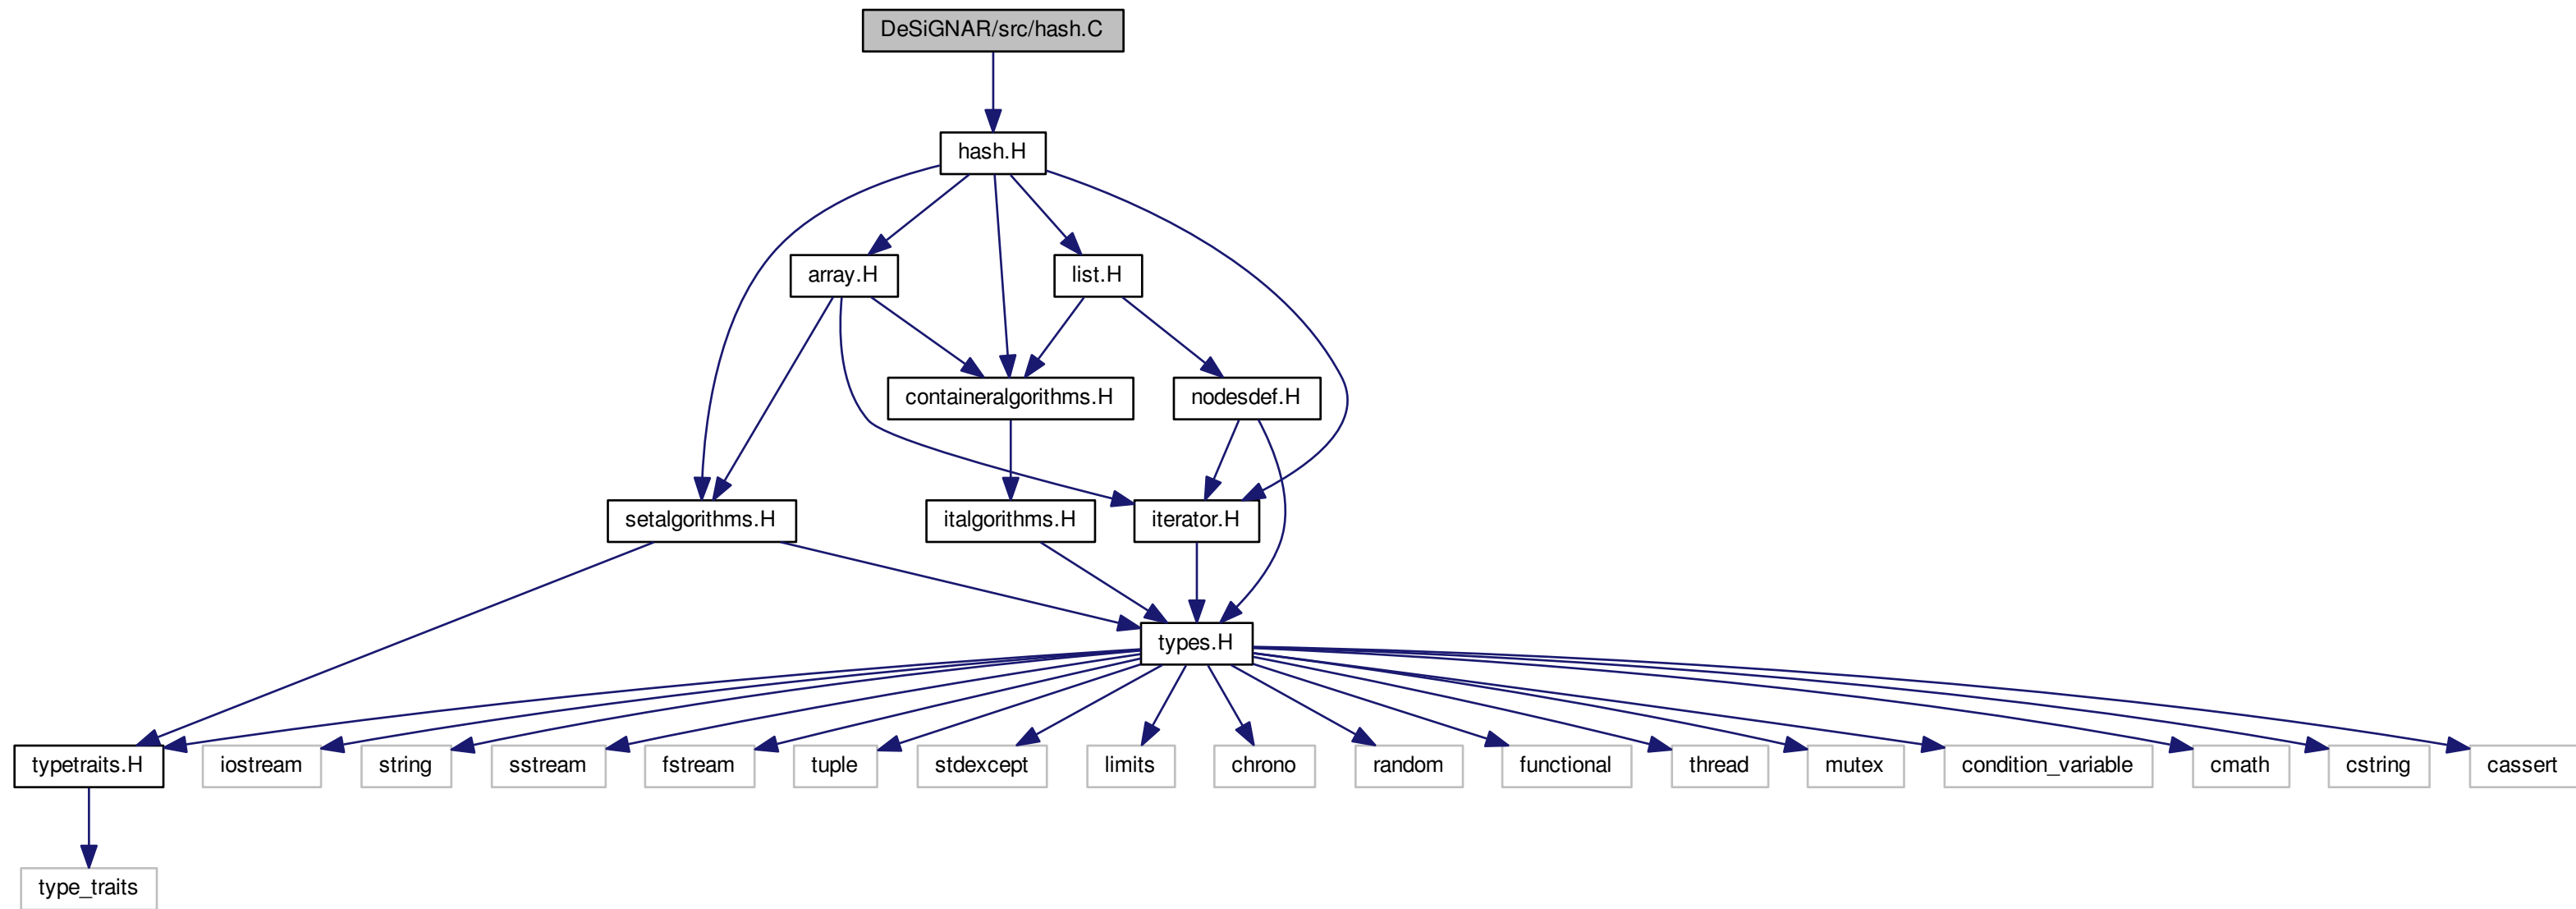 DeSiGNAR/src/hash.C
hash.H
array.H
list.H
containeralgorithms.H
nodesdef.H
setalgorithms.H
italgorithms.H
iterator.H
types.H
typetraits.H
iostream
string
sstream
fstream
tuple
stdexcept
limits
chrono
random
functional
thread
mutex
condition_variable
cmath
cstring
cassert
type_traits